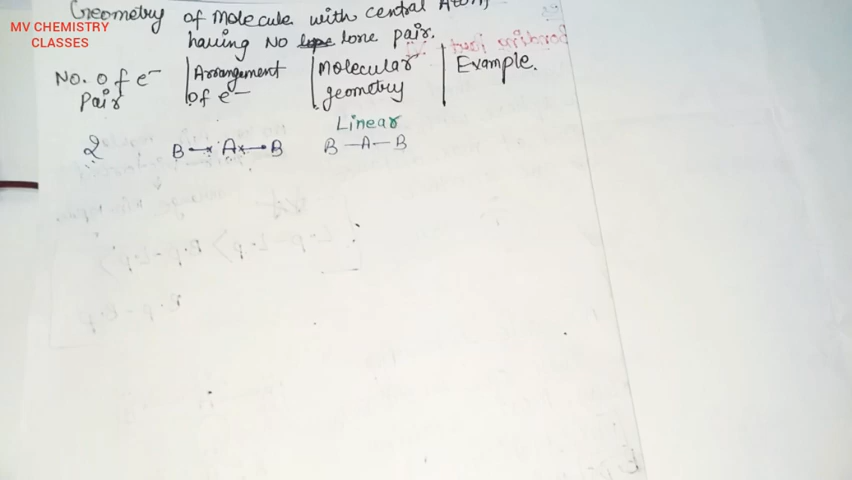 MV CHEMISTRY
CLASSES
Geometry of Molecule with central Atoms
having No lone pair.
No. of e⁻ Pair
Arrangement of e⁻
Molecular geometry
Example.
Linear
2 B A B B — A — B